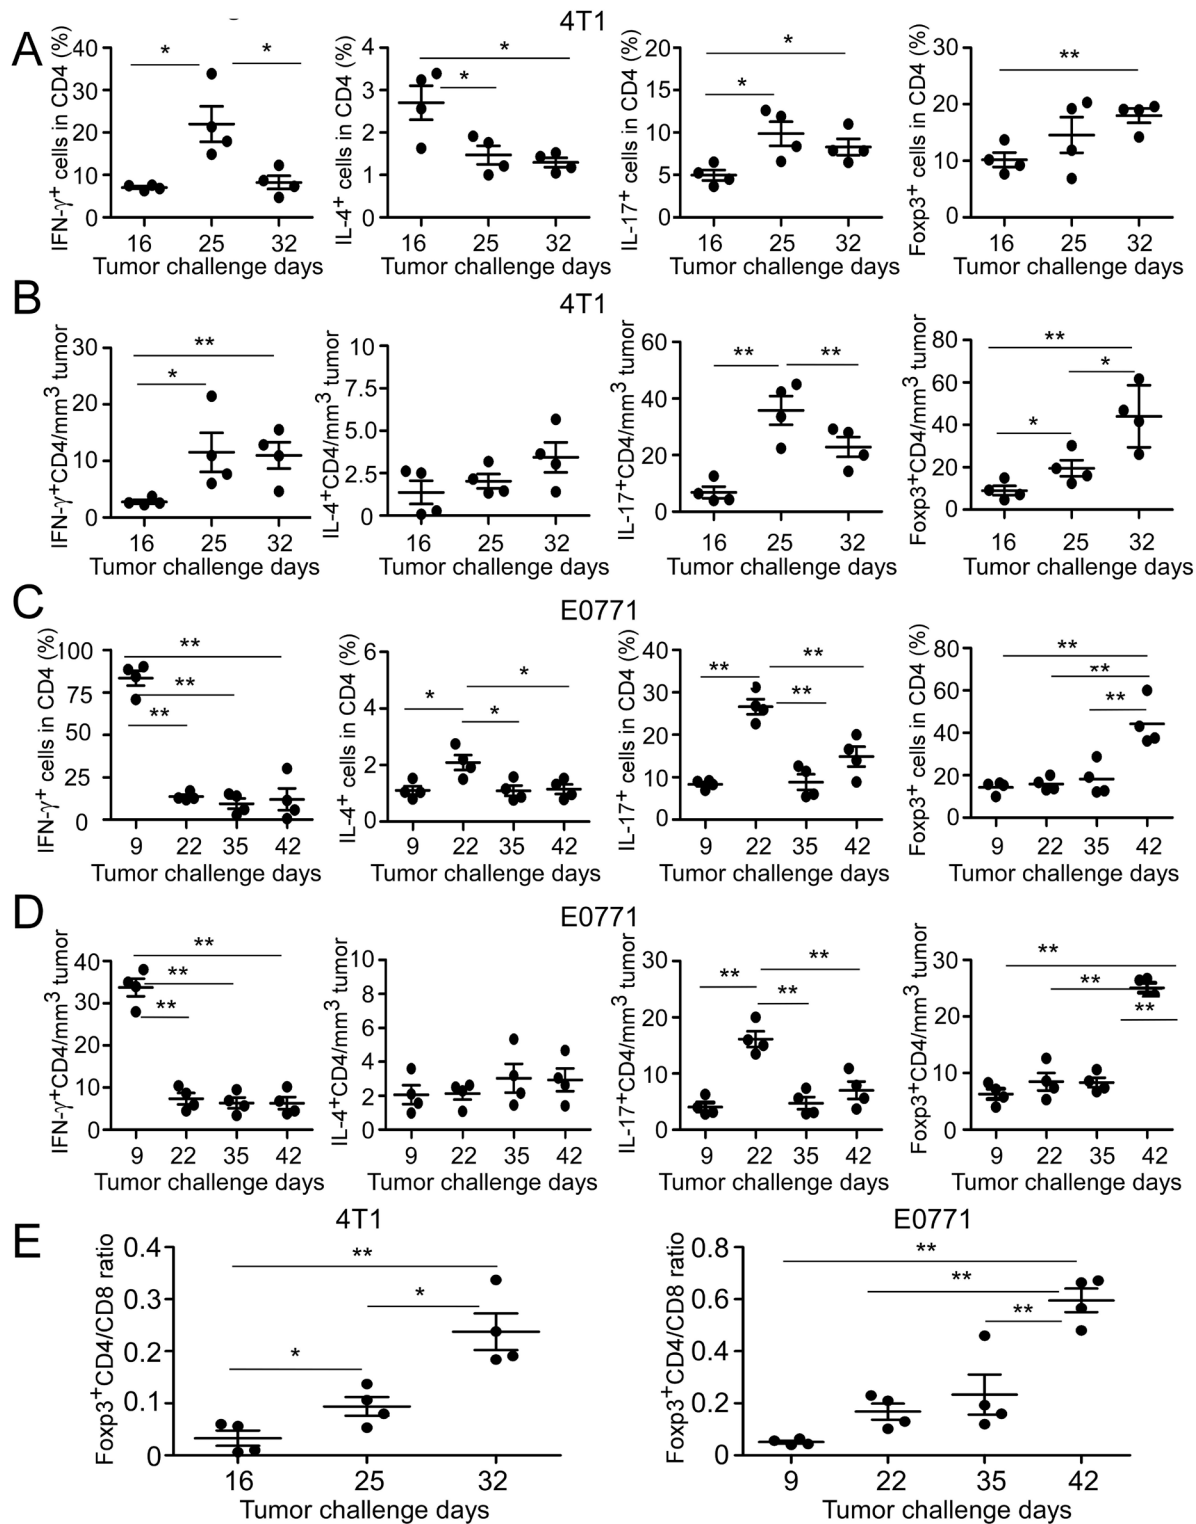 4T1
A
IFN-γ+ cells in CD4 (%)
40
30
20
10
0
* *
16 25 32
Tumor challenge days
IL-4+ cells in CD4 (%)
4
3
2
1
0
*
*
16 25 32
Tumor challenge days
IL-17+ cells in CD4 (%)
20
15
10
5
0
*
*
16 25 32
Tumor challenge days
Foxp3+ cells in CD4 (%)
30
20
10
0
**
16 25 32
Tumor challenge days
B
4T1
IFN-γ+CD4/mm3 tumor
30
20
10
0
**
*
16 25 32
Tumor challenge days
IL-4+CD4/mm3 tumor
10
7.5
5.0
2.5
0
16 25 32
Tumor challenge days
IL-17+CD4/mm3 tumor
60
40
20
0
** **
16 25 32
Tumor challenge days
Foxp3+CD4/mm3 tumor
80
60
40
20
0
**
*
*
16 25 32
Tumor challenge days
C
E0771
IFN-γ+ cells in CD4 (%)
100
75
50
25
0
**
**
**
9 22 35 42
Tumor challenge days
IL-4+ cells in CD4 (%)
6
4
2
0
*
*
*
9 22 35 42
Tumor challenge days
IL-17+ cells in CD4 (%)
40
30
20
10
0
** **
**
9 22 35 42
Tumor challenge days
Foxp3+ cells in CD4 (%)
80
60
40
20
0
**
**
**
9 22 35 42
Tumor challenge days
D
E0771
IFN-γ+CD4/mm3 tumor
40
30
20
10
0
**
**
**
9 22 35 42
Tumor challenge days
IL-4+CD4/mm3 tumor
10
8
6
4
2
0
9 22 35 42
Tumor challenge days
IL-17+CD4/mm3 tumor
30
20
10
0
** **
**
9 22 35 42
Tumor challenge days
Foxp3+CD4/mm3 tumor
30
20
10
0
**
**
**
9 22 35 42
Tumor challenge days
E
4T1
Foxp3+CD4/CD8 ratio
0.4
0.3
0.2
0.1
0
**
*
*
16 25 32
Tumor challenge days
E0771
Foxp3+CD4/CD8 ratio
0.8
0.6
0.4
0.2
0
**
**
**
9 22 35 42
Tumor challenge days